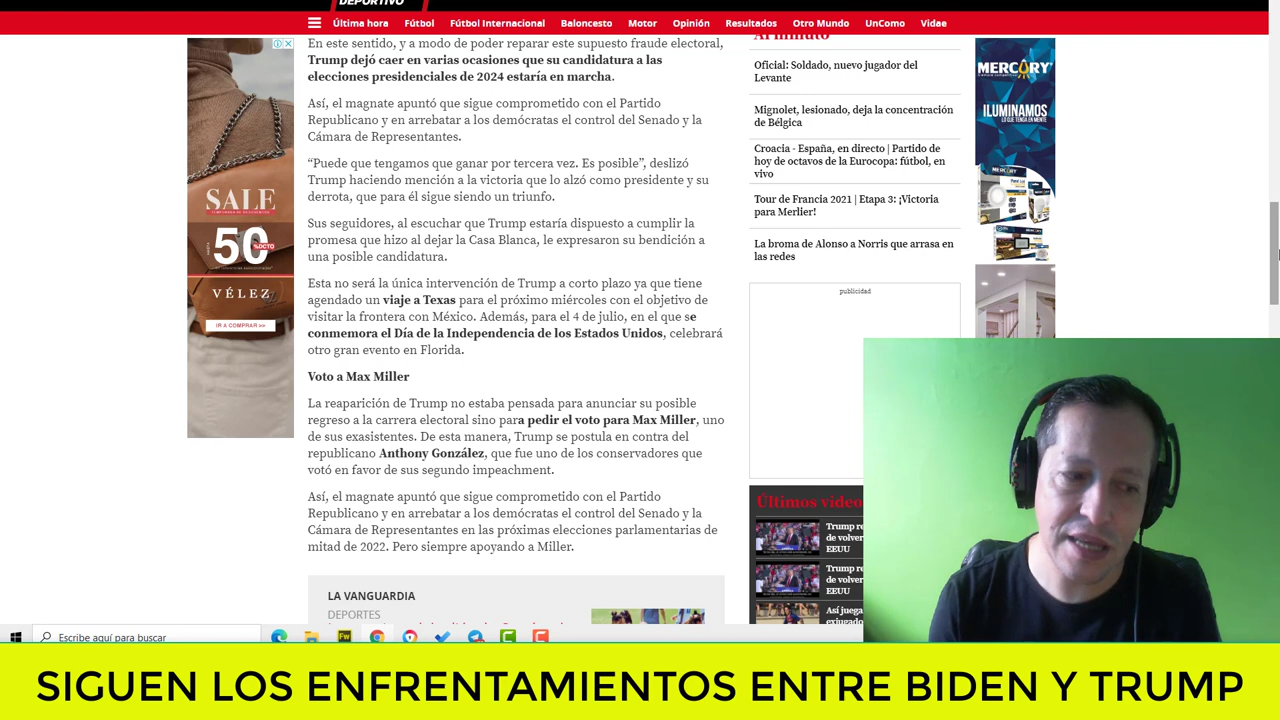 DEPORTIVO
Última hora Fútbol Fútbol Internacional Baloncesto Motor Opinión Resultados Otro Mundo UnComo Vidae
En este sentido, y a modo de poder reparar este supuesto fraude electoral,
Trump dejó caer en varias ocasiones que su candidatura a las
elecciones presidenciales de 2024 estaría en marcha.
Así, el magnate apuntó que sigue comprometido con el Partido
Republicano y en arrebatar a los demócratas el control del Senado y la
Cámara de Representantes.
“Puede que tengamos que ganar por tercera vez. Es posible”, deslizó
Trump haciendo mención a la victoria que lo alzó como presidente y su
derrota, que para él sigue siendo un triunfo.
Sus seguidores, al escuchar que Trump estaría dispuesto a cumplir la
promesa que hizo al dejar la Casa Blanca, le expresaron su bendición a
una posible candidatura.
Esta no será la única intervención de Trump a corto plazo ya que tiene
agendado un viaje a Texas para el próximo miércoles con el objetivo de
visitar la frontera con México. Además, para el 4 de julio, en el que se
conmemora el Día de la Independencia de los Estados Unidos, celebrará
otro gran evento en Florida.
Voto a Max Miller
La reaparición de Trump no estaba pensada para anunciar su posible
regreso a la carrera electoral sino para pedir el voto para Max Miller, uno
de sus exasistentes. De esta manera, Trump se postula en contra del
republicano Anthony González, que fue uno de los conservadores que
votó en favor de sus segundo impeachment.
Así, el magnate apuntó que sigue comprometido con el Partido
Republicano y en arrebatar a los demócratas el control del Senado y la
Cámara de Representantes en las próximas elecciones parlamentarias de
mitad de 2022. Pero siempre apoyando a Miller.
LA VANGUARDIA
DEPORTES
SALE
50
%DCTO
VÉLEZ
IR A COMPRAR >>
Al minuto
Oficial: Soldado, nuevo jugador del
Levante
Mignolet, lesionado, deja la concentración
de Bélgica
Croacia - España, en directo | Partido de
hoy de octavos de la Eurocopa: fútbol, en
vivo
Tour de Francia 2021 | Etapa 3: ¡Victoria
para Merlier!
La broma de Alonso a Norris que arrasa en
las redes
publicidad
Últimos video
Trump re
de volver
EEUU
Trump re
de volver
EEUU
Así juega
exjugado
MERCURY
ILUMINAMOS
LO QUE TENGA EN MENTE
Escribe aquí para buscar
Fw
SIGUEN LOS ENFRENTAMIENTOS ENTRE BIDEN Y TRUMP